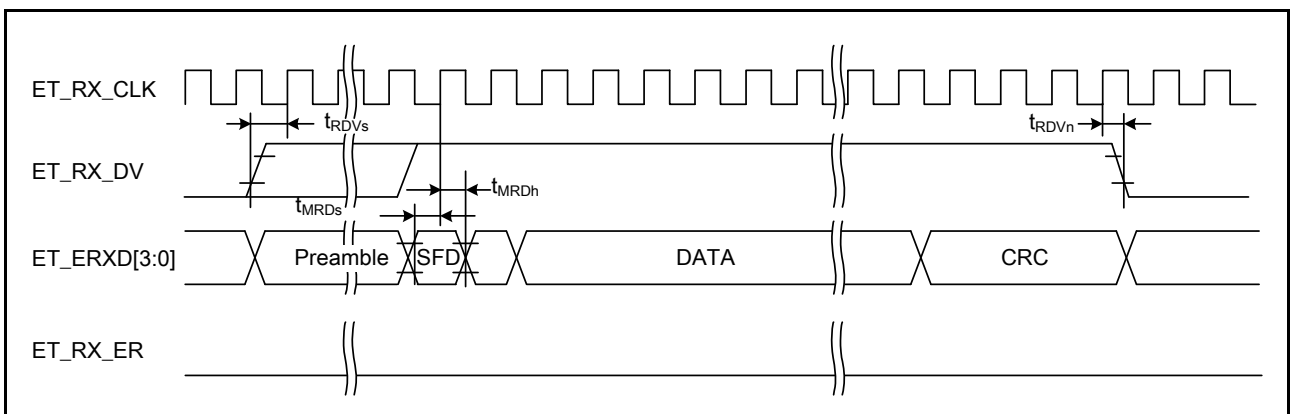 ET_RX_CLK
tRDVs
tRDVn
ET_RX_DV
tMRDs
tMRDh
ET_ERXD[3:0]
Preamble
SFD
DATA
CRC
ET_RX_ER